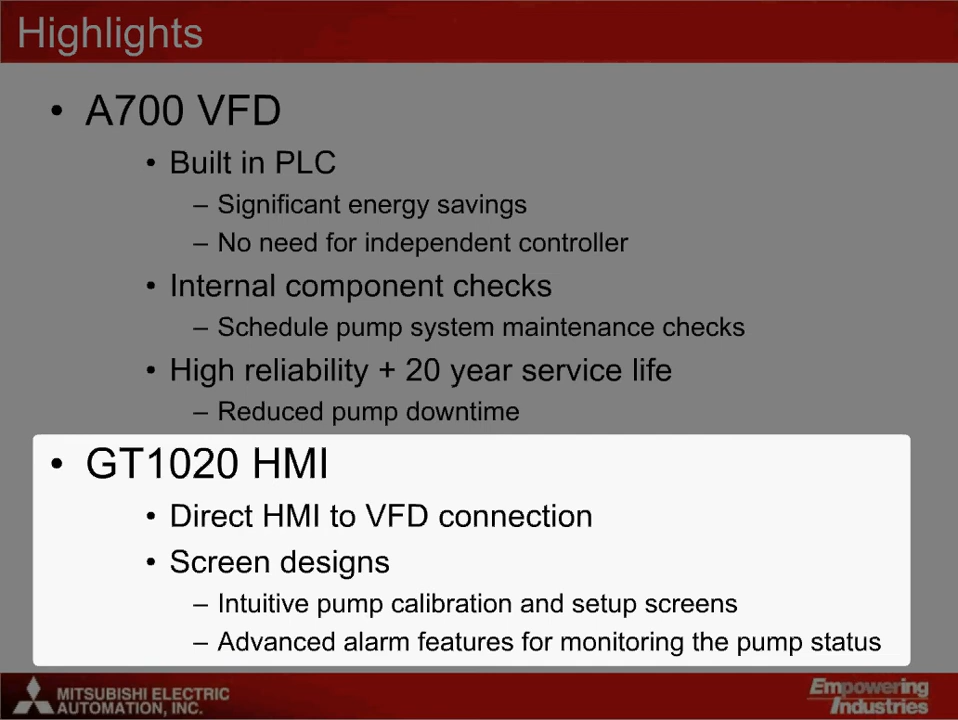 Highlights
• A700 VFD
• Built in PLC
– Significant energy savings
– No need for independent controller
• Internal component checks
– Schedule pump system maintenance checks
• High reliability + 20 year service life
– Reduced pump downtime
• GT1020 HMI
• Direct HMI to VFD connection
• Screen designs
– Intuitive pump calibration and setup screens
– Advanced alarm features for monitoring the pump status
MITSUBISHI ELECTRIC
AUTOMATION, INC.
Empowering
Industries